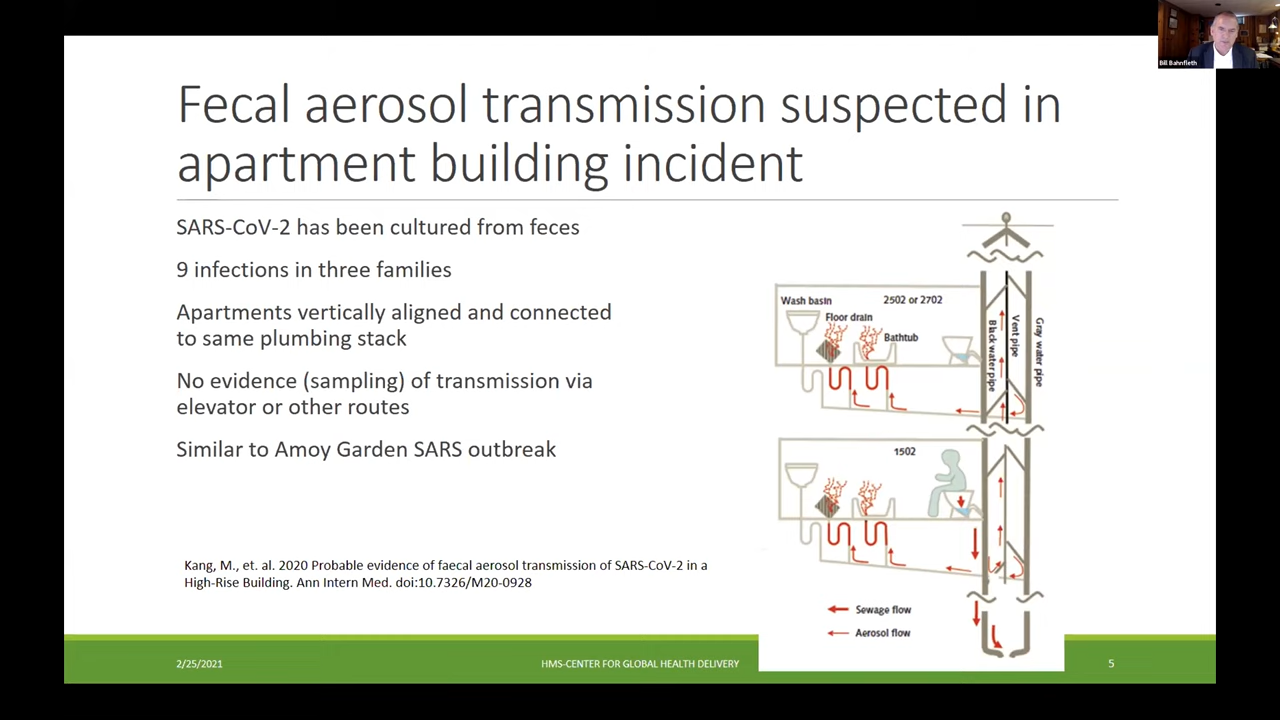 Bill Bahnfleth
Fecal aerosol transmission suspected in
apartment building incident
SARS-CoV-2 has been cultured from feces
9 infections in three families
Apartments vertically aligned and connected
to same plumbing stack
No evidence (sampling) of transmission via
elevator or other routes
Similar to Amoy Garden SARS outbreak
Kang, M., et. al. 2020 Probable evidence of faecal aerosol transmission of SARS-CoV-2 in a
High-Rise Building. Ann Intern Med. doi:10.7326/M20-0928
Wash basin
2502 or 2702
Floor drain
Bathtub
Black water pipe
Vent pipe
Gray water pipe
1502
Sewage flow
Aerosol flow
2/25/2021
HMS-CENTER FOR GLOBAL HEALTH DELIVERY
5